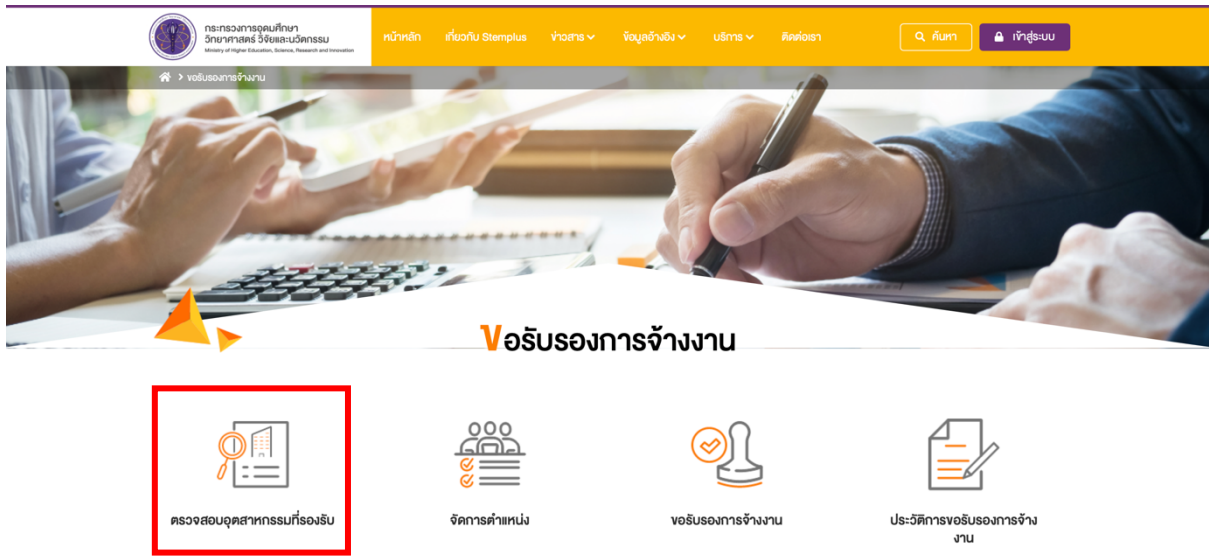 กระทรวงการอุดมศึกษา
วิทยาศาสตร์ วิจัยและนวัตกรรม
Ministry of Higher Education, Science, Research and Innovation
หน้าหลัก เกี่ยวกับ Stemplus ข่าวสาร ข้อมูลอ้างอิง บริการ ติดต่อเรา ค้นหา เข้าสู่ระบบ
> ขอรับรองการจ้างงาน
ขอรับรองการจ้างงาน
ตรวจสอบอุตสาหกรรมที่รองรับ จัดการตำแหน่ง ขอรับรองการจ้างงาน ประวัติการขอรับรองการจ้าง
งาน